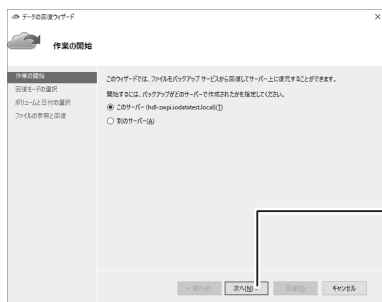 データの回復ウィザード
作業の開始
作業の開始
回復モードの選択
ボリュームと日付の選択
ファイルの参照と回復
このウィザードでは、ファイルをバックアップ サービスから回復してサーバー上に復元することができます。
開始するには、バックアップがどのサーバーで作成されたかを指定してください。
このサーバー (hdl-zwpi.iodatatest.local)(T)
別のサーバー(A)
< 前へ(P)
次へ(N) >
回復(R)
キャンセル